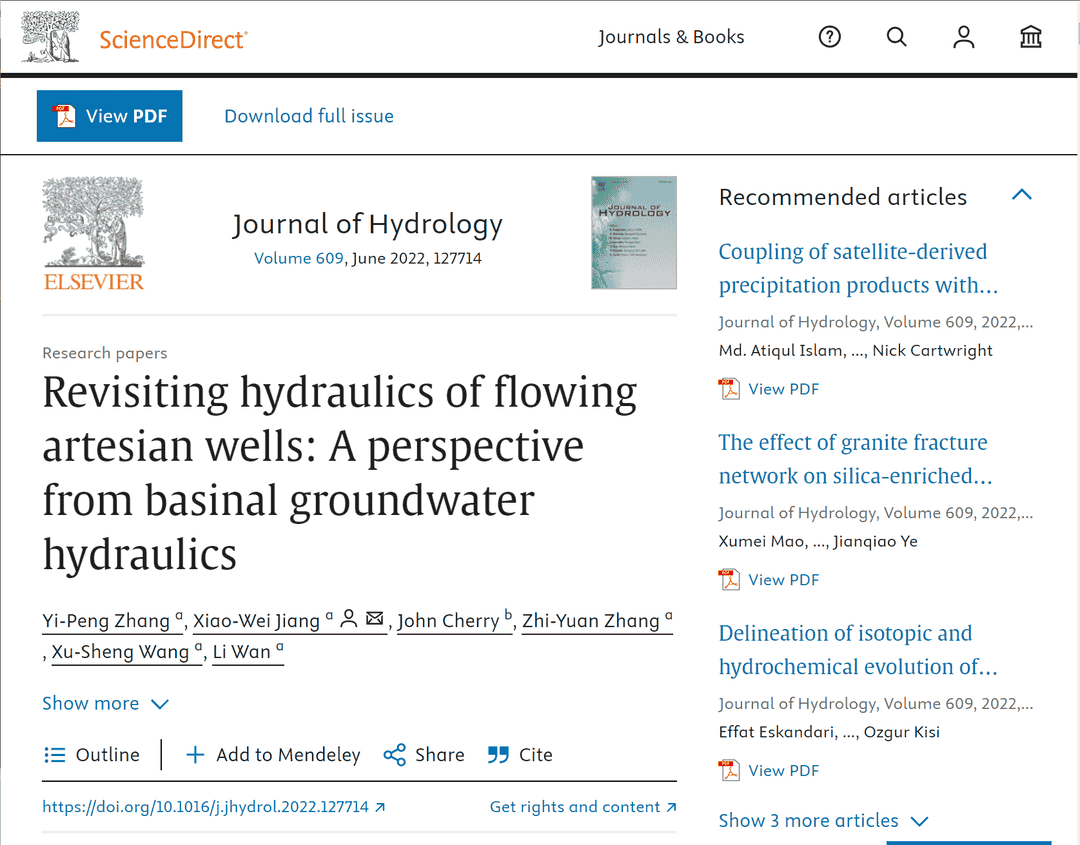 ScienceDirect®
Journals & Books
View PDF
Download full issue
ELSEVIER
Journal of Hydrology
Volume 609, June 2022, 127714
JOURNAL OF
HYDROLOGY
Research papers
Revisiting hydraulics of flowing
artesian wells: A perspective
from basinal groundwater
hydraulics
Yi-Peng Zhang a, Xiao-Wei Jiang a, John Cherry b, Zhi-Yuan Zhang a
, Xu-Sheng Wang a, Li Wan a
Show more
Outline
Add to Mendeley
Share
Cite
https://doi.org/10.1016/j.jhydrol.2022.127714
Get rights and content
Recommended articles
Coupling of satellite-derived
precipitation products with...
Journal of Hydrology, Volume 609, 2022,...
Md. Atiqul Islam, ..., Nick Cartwright
View PDF
The effect of granite fracture
network on silica-enriched...
Journal of Hydrology, Volume 609, 2022,...
Xumei Mao, ..., Jianqiao Ye
View PDF
Delineation of isotopic and
hydrochemical evolution of...
Journal of Hydrology, Volume 609, 2022,...
Effat Eskandari, ..., Ozgur Kisi
View PDF
Show 3 more articles